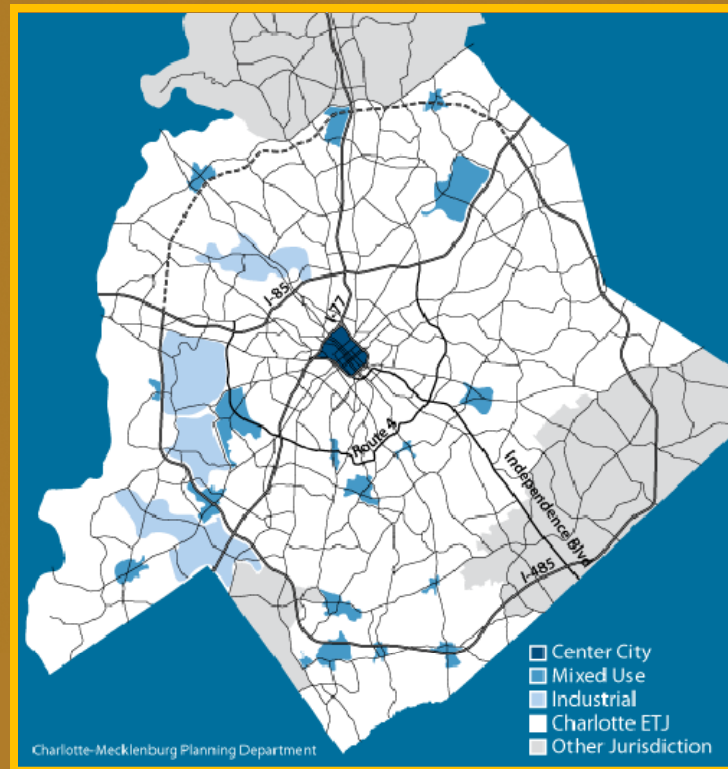 I-85
I-77
Route 4
Independence Blvd
I-485
Center City
Mixed Use
Industrial
Charlotte ETJ
Other Jurisdiction
Charlotte-Mecklenburg Planning Department